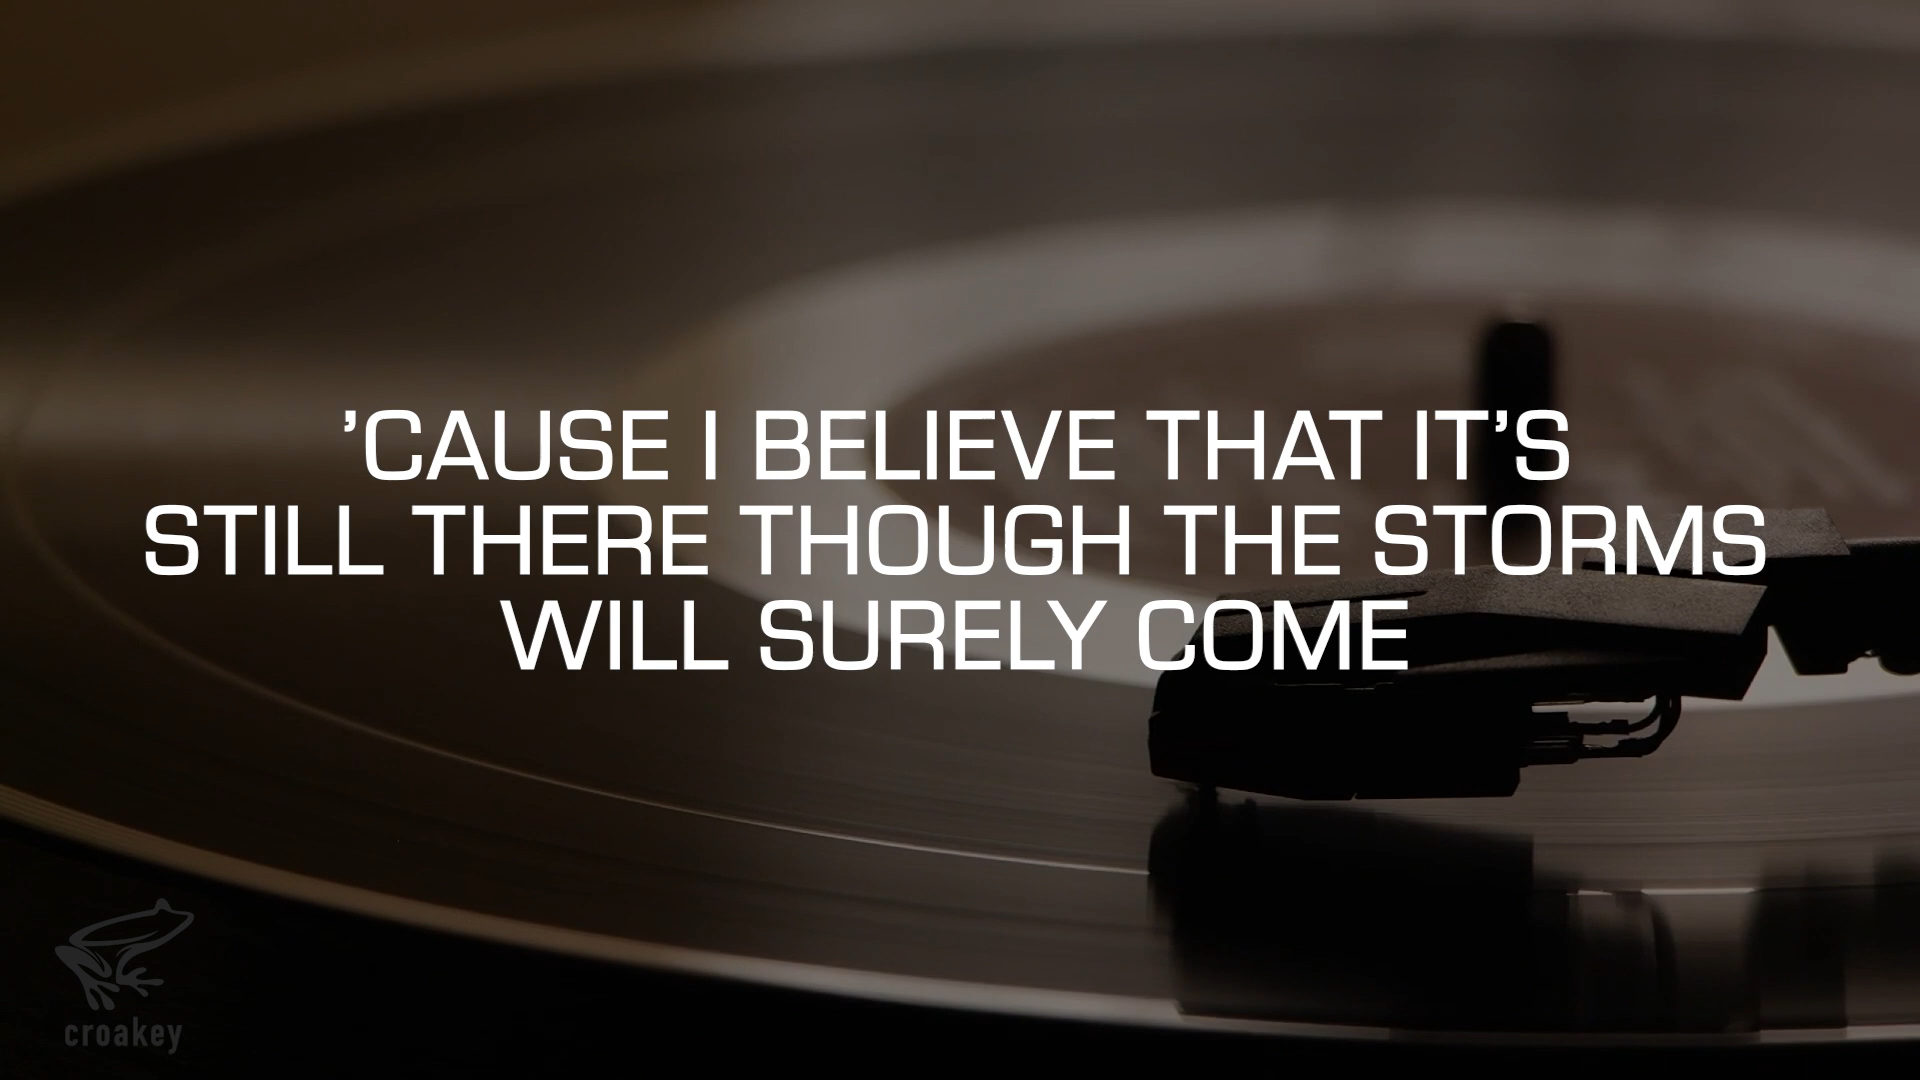 ’CAUSE I BELIEVE THAT IT’S
STILL THERE THOUGH THE STORMS
WILL SURELY COME
croakey